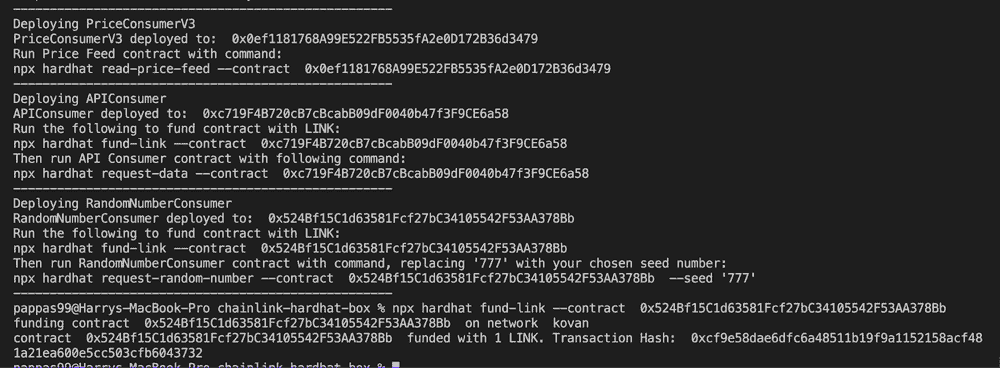 ----------------------------------------------------
Deploying PriceConsumerV3
PriceConsumerV3 deployed to:  0x0ef1181768A99E522FB5535fA2e0D172B36d3479
Run Price Feed contract with command:
npx hardhat read-price-feed --contract  0x0ef1181768A99E522FB5535fA2e0D172B36d3479
----------------------------------------------------
Deploying APIConsumer
APIConsumer deployed to:  0xc719F4B720cB7cBcabB09dF0040b47f3F9CE6a58
Run the following to fund contract with LINK:
npx hardhat fund-link --contract  0xc719F4B720cB7cBcabB09dF0040b47f3F9CE6a58
Then run API Consumer contract with following command:
npx hardhat request-data --contract  0xc719F4B720cB7cBcabB09dF0040b47f3F9CE6a58
----------------------------------------------------
Deploying RandomNumberConsumer
RandomNumberConsumer deployed to:  0x524Bf15C1d63581Fcf27bC34105542F53AA378Bb
Run the following to fund contract with LINK:
npx hardhat fund-link --contract  0x524Bf15C1d63581Fcf27bC34105542F53AA378Bb
Then run RandomNumberConsumer contract with command, replacing '777' with your chosen seed number:
npx hardhat request-random-number --contract  0x524Bf15C1d63581Fcf27bC34105542F53AA378Bb  --seed '777'
----------------------------------------------------
pappas99@Harrys-MacBook-Pro chainlink-hardhat-box % npx hardhat fund-link --contract  0x524Bf15C1d63581Fcf27bC34105542F53AA378Bb
funding contract  0x524Bf15C1d63581Fcf27bC34105542F53AA378Bb  on network  kovan
contract  0x524Bf15C1d63581Fcf27bC34105542F53AA378Bb  funded with 1 LINK. Transaction Hash:  0xcf9e58dae6dfc6a48511b19f9a1152158acf48
1a21ea600e5cc503cfb6043732
pappas99@Harrys-MacBook-Pro chainlink-hardhat-box %